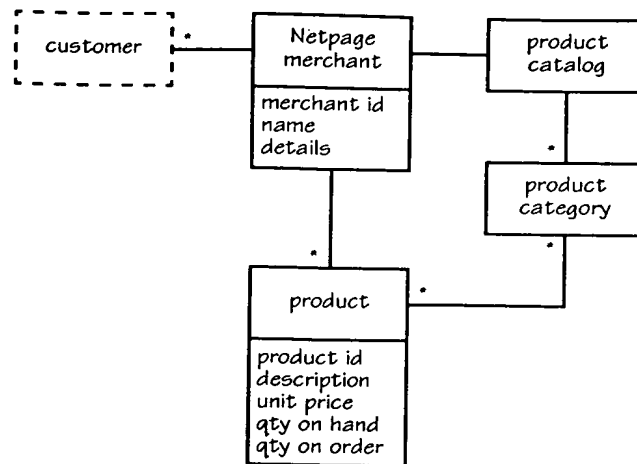 customer
*
Netpage
merchant
merchant id
name
details
product
catalog
*
product
category
*
*
*
product
product id
description
unit price
qty on hand
qty on order